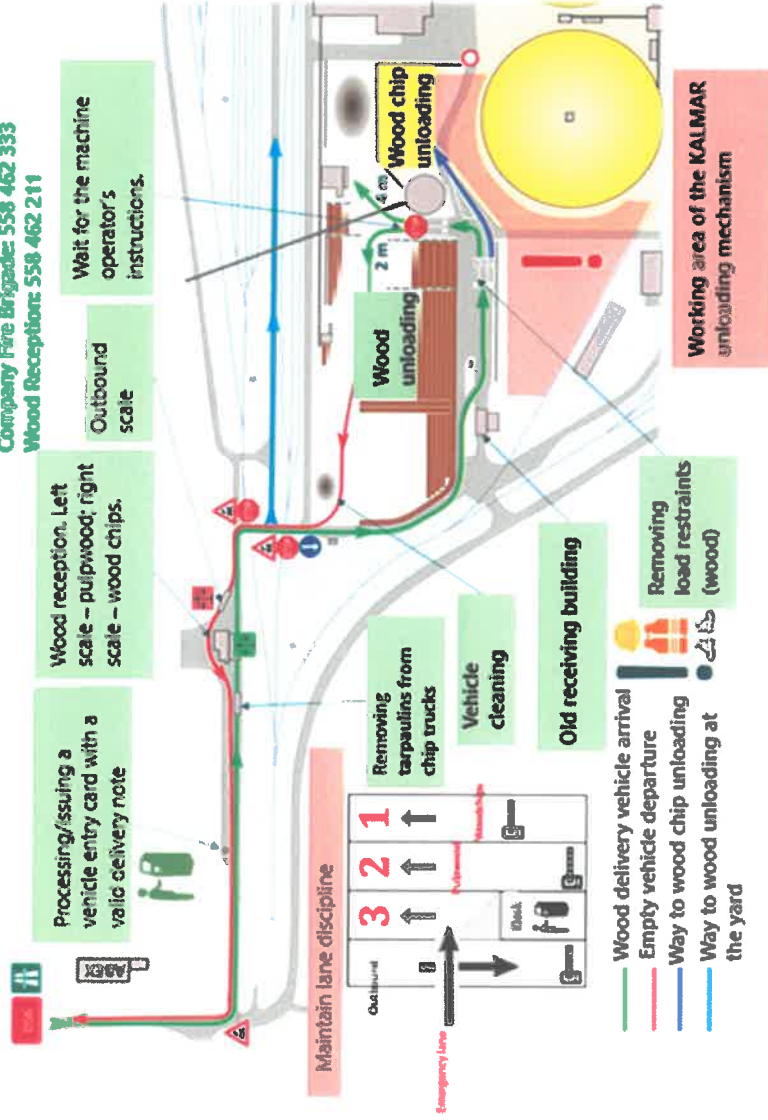 Company Fire Brigade: 558 462 333
Wood Reception: 558 462 211
Processing/issuing a
vehicle entry card with a
valid delivery note
Wood reception. Left
scale – pulpwood; right
scale – wood chips.
Outbound
scale
Wait for the machine
operator's
instructions.
Wood chip
unloading
4 m
2 m
Wood
unloading
Removing
tarpaulins from
chip trucks
Vehicle
cleaning
Old receiving building
Removing
load restraints
(wood)
Working area of the KALMAR
unloading mechanism
Maintain lane discipline
Outbound
3
2
1
Emergency lane
Wood delivery vehicle arrival
Empty vehicle departure
Way to wood chip unloading
Way to wood unloading at
the yard